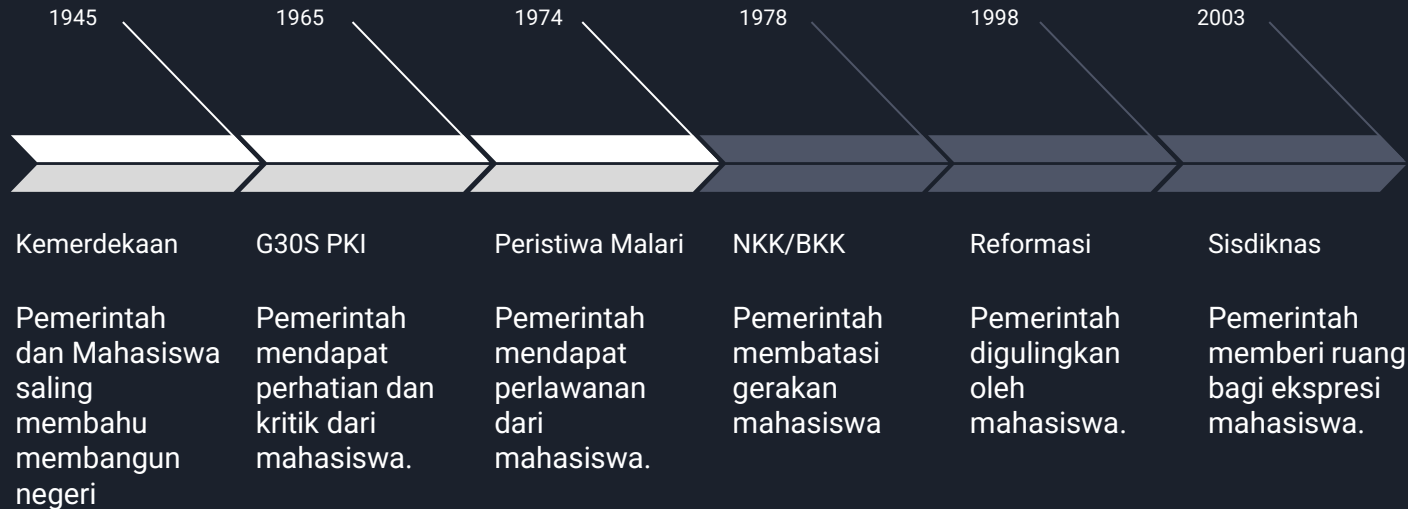 1945
1965
1974
1978
1998
2003
Kemerdekaan
Pemerintah
dan Mahasiswa
saling
membahu
membangun
negeri
G30S PKI
Pemerintah
mendapat
perhatian dan
kritik dari
mahasiswa.
Peristiwa Malari
Pemerintah
mendapat
perlawanan
dari
mahasiswa.
NKK/BKK
Pemerintah
membatasi
gerakan
mahasiswa
Reformasi
Pemerintah
digulingkan
oleh
mahasiswa.
Sisdiknas
Pemerintah
memberi ruang
bagi ekspresi
mahasiswa.